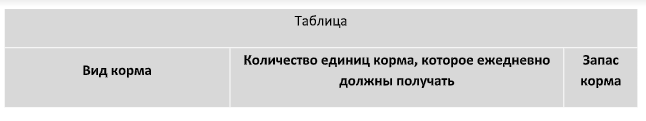 Таблица
Вид корма
Количество единиц корма, которое ежедневно
должны получать
Запас
корма